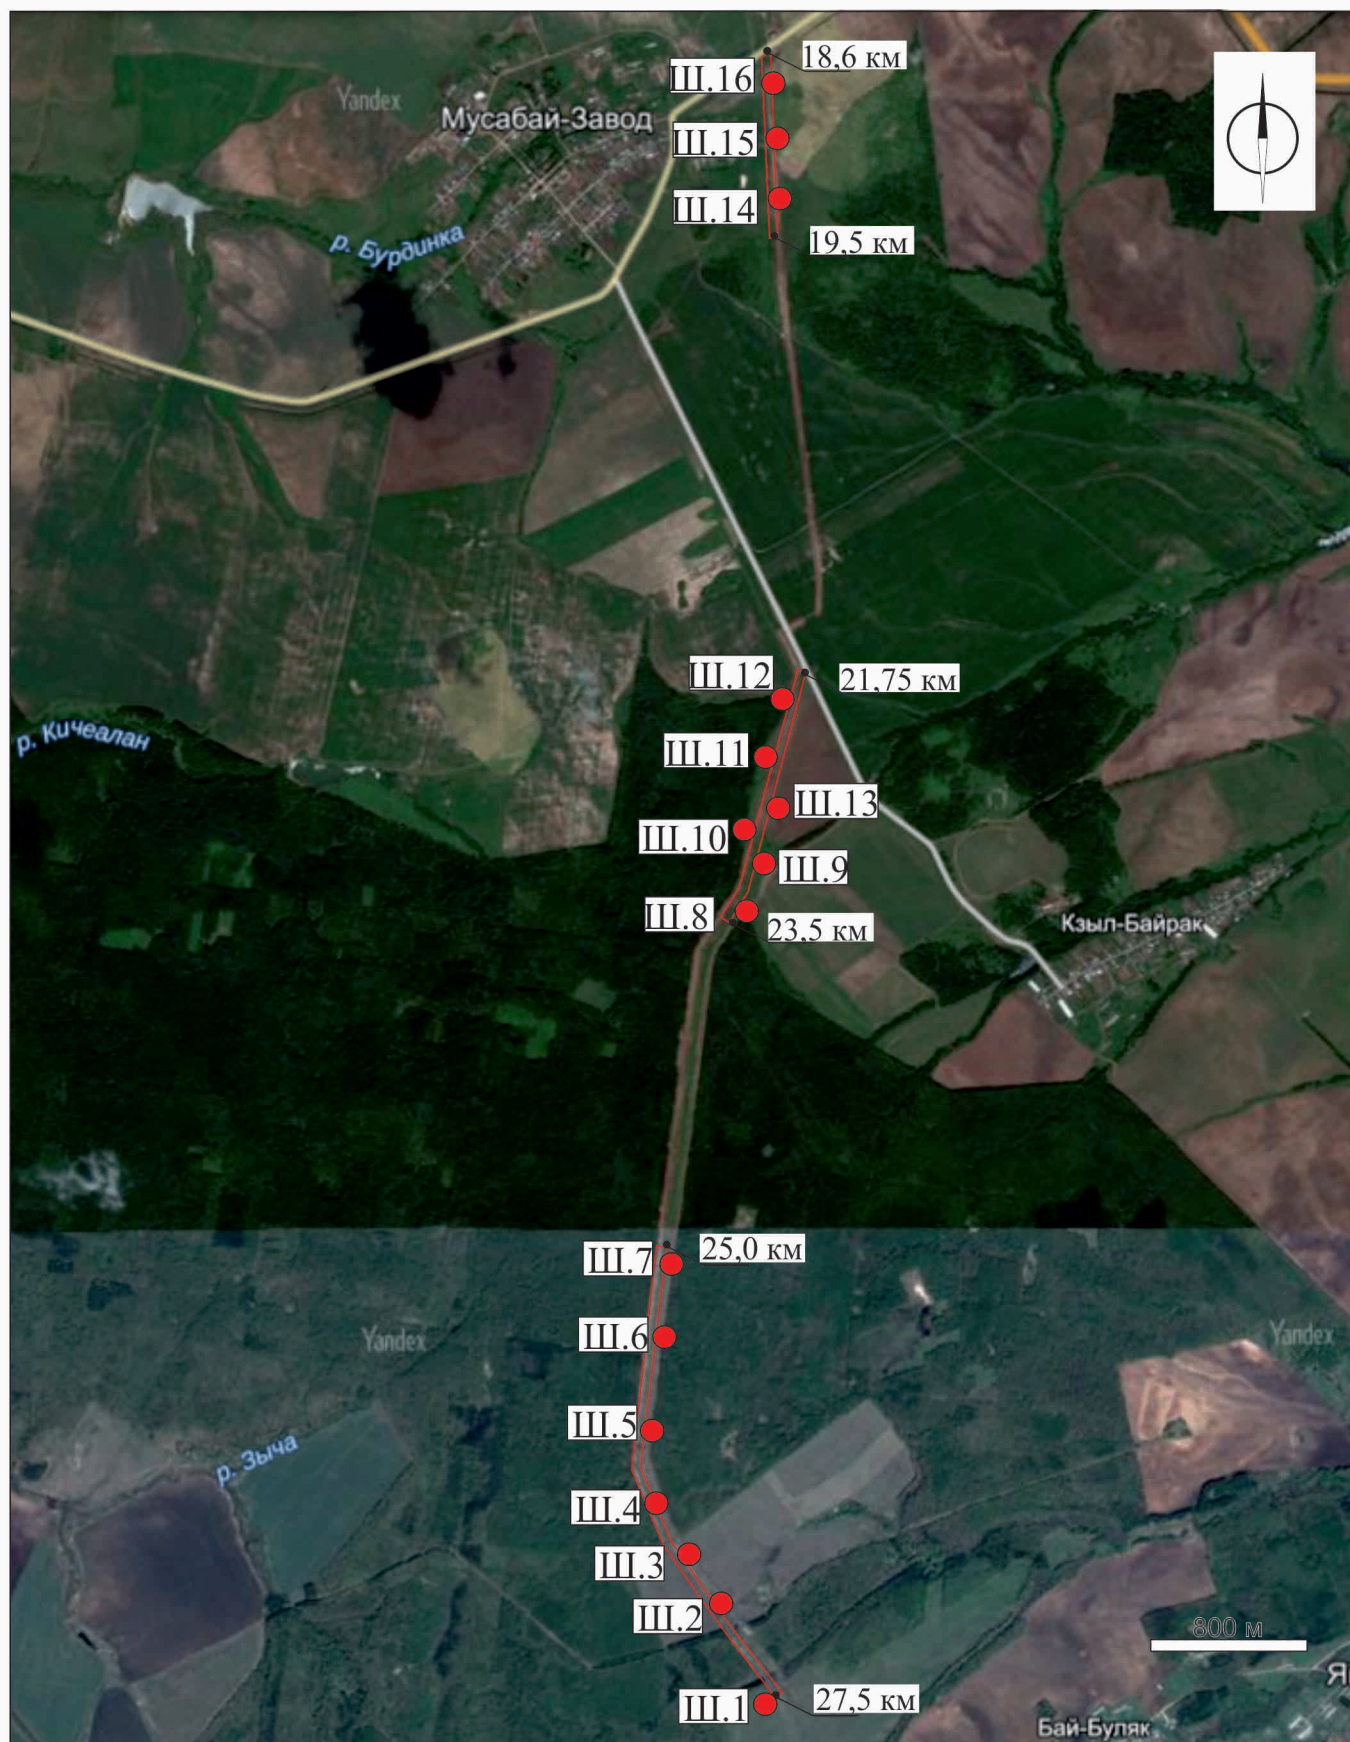 18,6 км
Ш.16
Yandex
Мусабай-Завод
Ш.15
Ш.14
р. Бурдинка
19,5 км
Ш.12
21,75 км
р. Кичеалан
Ш.11
Ш.13
Ш.10
Ш.9
Ш.8
23,5 км
Кзыл-Байрак
Ш.7
25,0 км
Ш.6
Yandex
Yandex
Ш.5
р. Зыча
Ш.4
Ш.3
Ш.2
800 м
Ш.1
27,5 км
Бай-Буляк